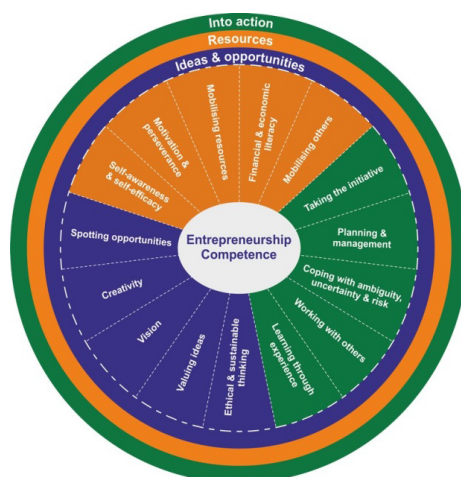 Into action
Resources
Ideas & opportunities
Self-awareness
& self-efficacy
Motivation &
perseverance
Mobilising resources
Financial & economic
literacy
Mobilising others
Taking the initiative
Planning &
management
Coping with ambiguity,
uncertainty & risk
Working with others
Learning through
experience
Ethical & sustainable
thinking
Valuing ideas
Vision
Creativity
Spotting opportunities
Entrepreneurship
Competence